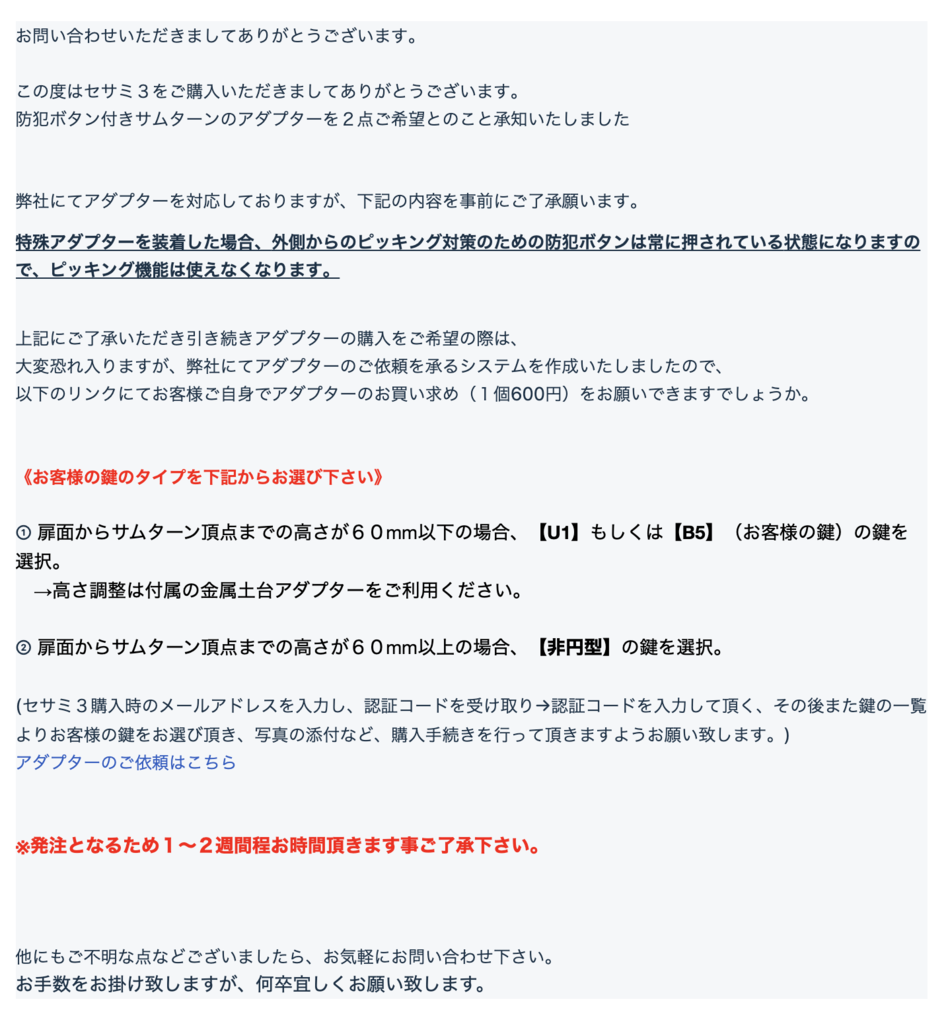 お問い合わせいただきましてありがとうございます。
この度はセサミ３をご購入いただきましてありがとうございます。
防犯ボタン付きサムターンのアダプターを２点ご希望とのこと承知いたしました
弊社にてアダプターを対応しておりますが、下記の内容を事前にご了承願います。
特殊アダプターを装着した場合、外側からのピッキング対策のための防犯ボタンは常に押されている状態になりますの
で、ピッキング機能は使えなくなります。
上記にご了承いただき引き続きアダプターの購入をご希望の際は、
大変恐れ入りますが、弊社にてアダプターのご依頼を承るシステムを作成いたしましたので、
以下のリンクにてお客様ご自身でアダプターのお買い求め（１個600円）をお願いできますでしょうか。
《お客様の鍵のタイプを下記からお選び下さい》
① 扉面からサムターン頂点までの高さが６０mm以下の場合、【U1】もしくは【B5】（お客様の鍵）の鍵を
選択。
→高さ調整は付属の金属土台アダプターをご利用ください。
② 扉面からサムターン頂点までの高さが６０mm以上の場合、【非円型】の鍵を選択。
(セサミ３購入時のメールアドレスを入力し、認証コードを受け取り→認証コードを入力して頂く、その後また鍵の一覧
よりお客様の鍵をお選び頂き、写真の添付など、購入手続きを行って頂きますようお願い致します。)
アダプターのご依頼はこちら
※発注となるため１〜２週間程お時間頂きます事ご了承下さい。
他にもご不明な点などございましたら、お気軽にお問い合わせ下さい。
お手数をお掛け致しますが、何卒宜しくお願い致します。